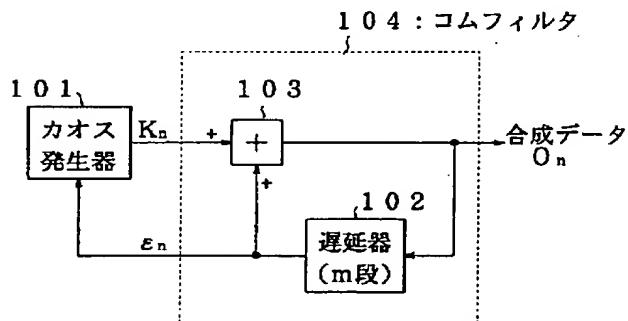 104:コムフィルタ
101
103
カオス
発生器
Kn
+
+
+
合成データ
On
102
遅延器
(m段)
εn